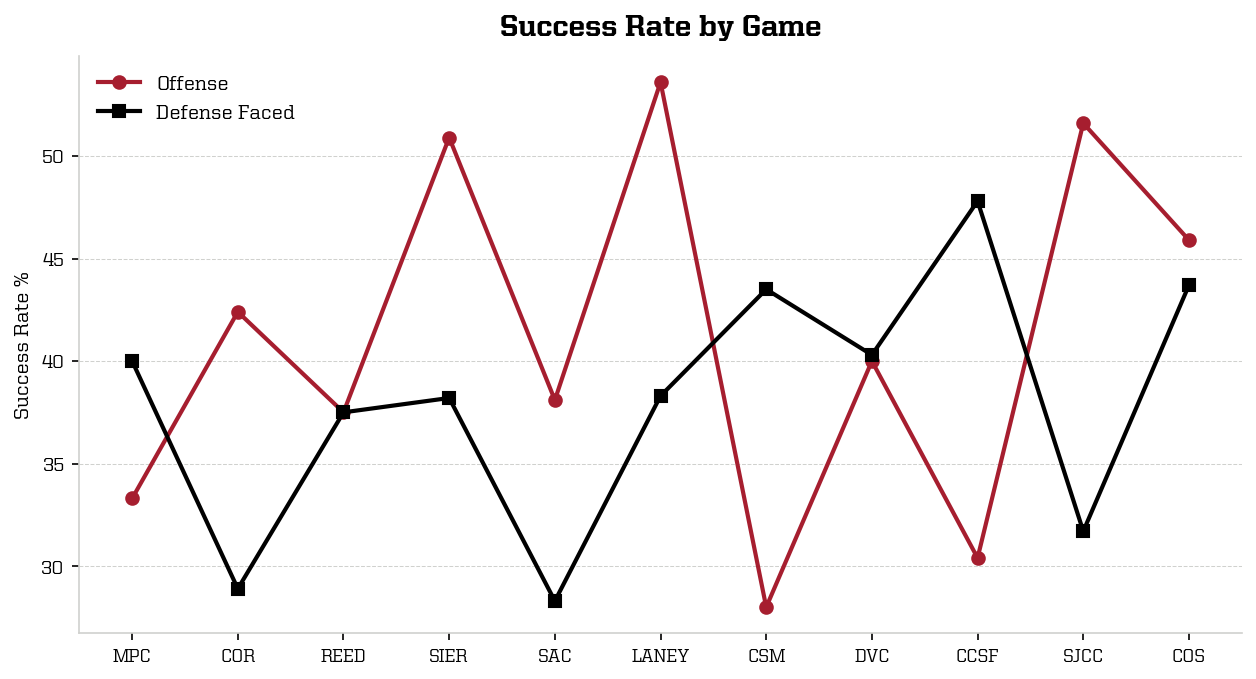 Success Rate by Game
Offense
Defense Faced
Success Rate %
50
45
40
35
30
MPC
COR
REED
SIER
SAC
LANEY
CSM
DVC
CCSF
SJCC
COS